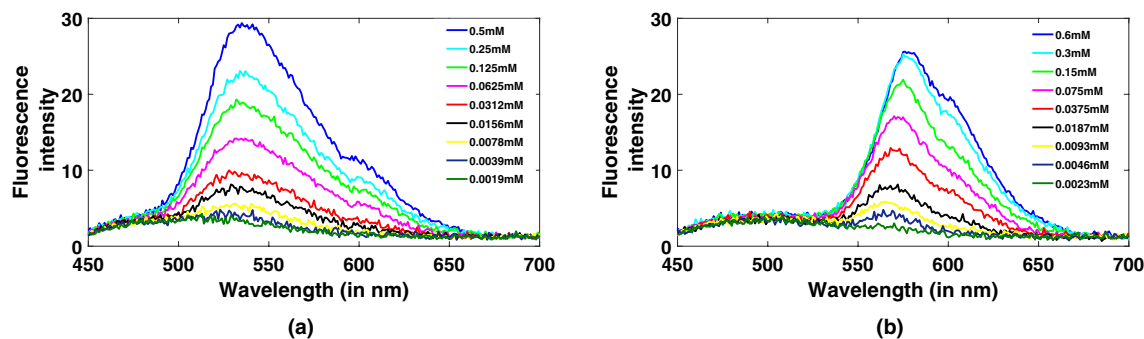 30
20
10
0
Fluorescence
intensity
450 500 550 600 650 700
Wavelength (in nm)
0.5mM
0.25mM
0.125mM
0.0625mM
0.0312mM
0.0156mM
0.0078mM
0.0039mM
0.0019mM
(a)
30
20
10
0
Fluorescence
intensity
450 500 550 600 650 700
Wavelength (in nm)
0.6mM
0.3mM
0.15mM
0.075mM
0.0375mM
0.0187mM
0.0093mM
0.0046mM
0.0023mM
(b)